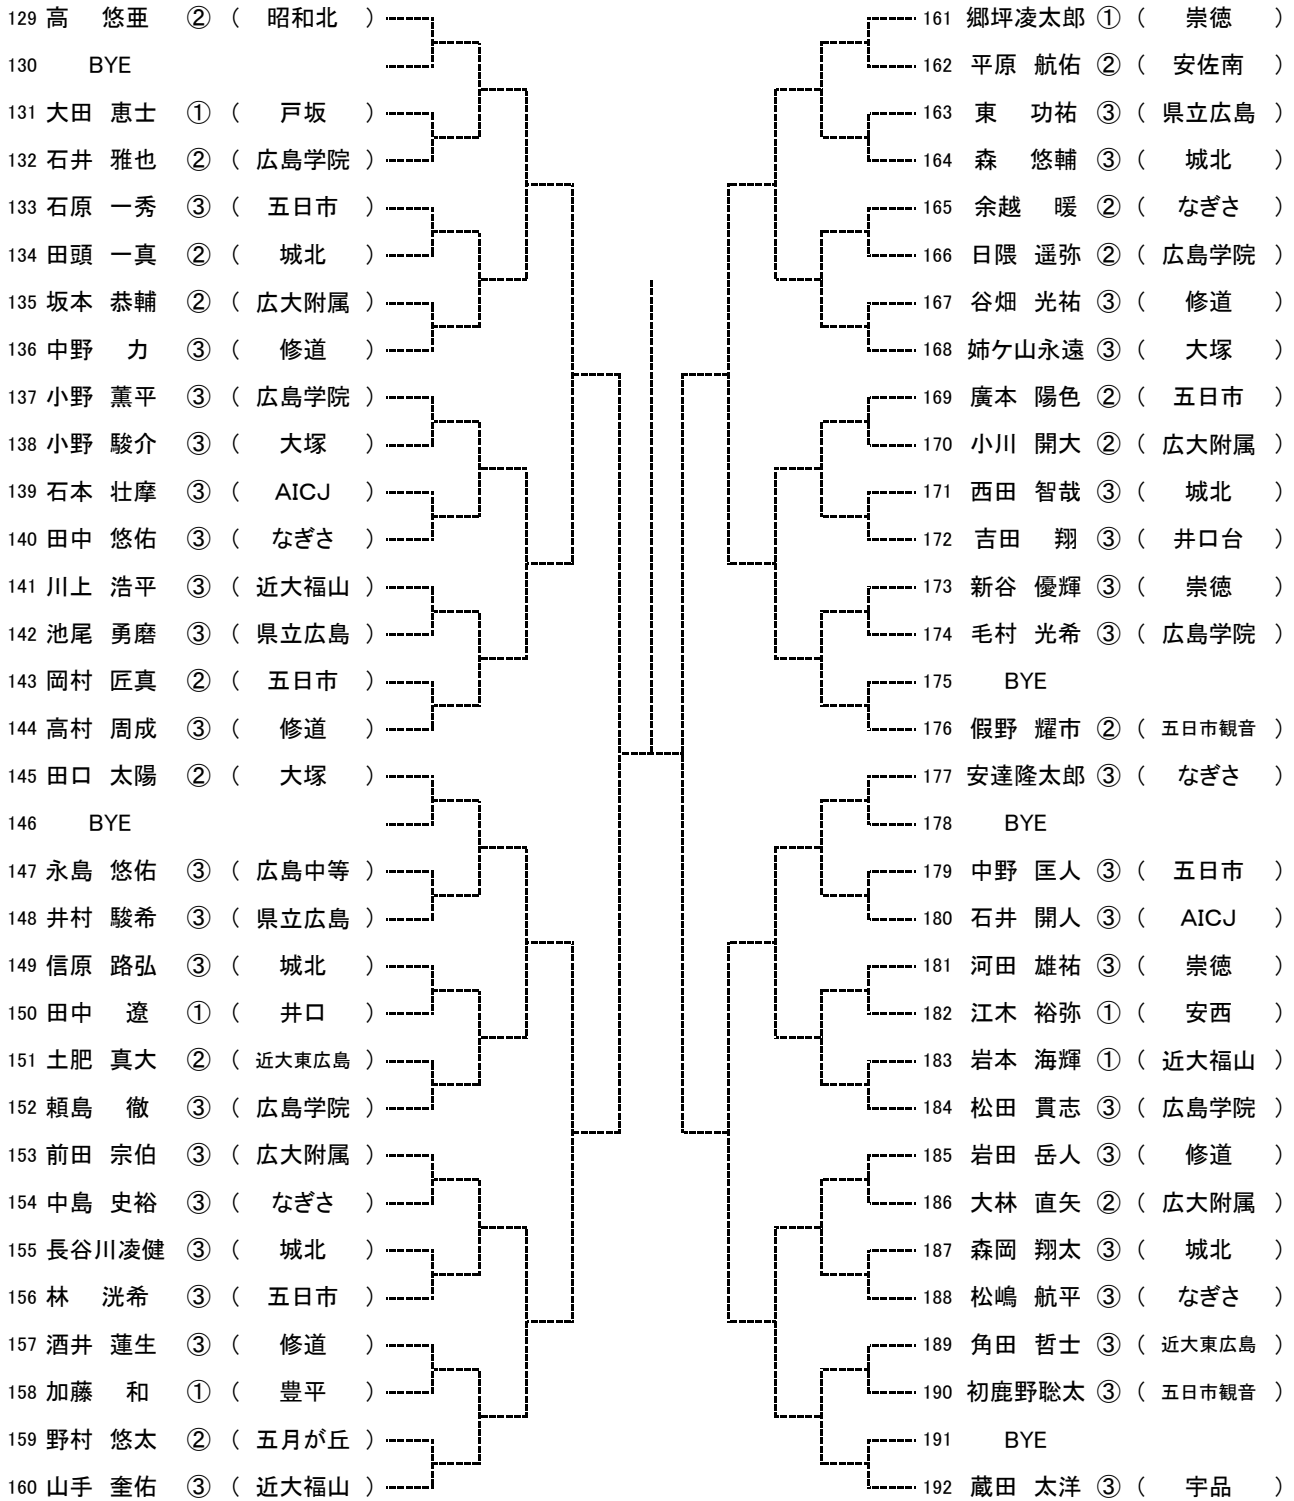 129 高 悠亜 ② ( 昭和北 )
130 BYE
131 大田 恵士 ① ( 戸坂 )
132 石井 雅也 ② ( 広島学院 )
133 石原 一秀 ③ ( 五日市 )
134 田頭 一真 ② ( 城北 )
135 坂本 恭輔 ② ( 広大附属 )
136 中野 力 ③ ( 修道 )
137 小野 薫平 ③ ( 広島学院 )
138 小野 駿介 ③ ( 大塚 )
139 石本 壮摩 ③ ( AICJ )
140 田中 悠佑 ③ ( なぎさ )
141 川上 浩平 ③ ( 近大福山 )
142 池尾 勇磨 ③ ( 県立広島 )
143 岡村 匠真 ② ( 五日市 )
144 高村 周成 ③ ( 修道 )
145 田口 太陽 ② ( 大塚 )
146 BYE
147 永島 悠佑 ③ ( 広島中等 )
148 井村 駿希 ③ ( 県立広島 )
149 信原 路弘 ③ ( 城北 )
150 田中 遼 ① ( 井口 )
151 土肥 真大 ② ( 近大東広島 )
152 頼島 徹 ③ ( 広島学院 )
153 前田 宗伯 ③ ( 広大附属 )
154 中島 史裕 ③ ( なぎさ )
155 長谷川凌健 ③ ( 城北 )
156 林 洸希 ③ ( 五日市 )
157 酒井 蓮生 ③ ( 修道 )
158 加藤 和 ① ( 豊平 )
159 野村 悠太 ② ( 五月が丘 )
160 山手 奎佑 ③ ( 近大福山 )
161 郷坪凌太郎 ① ( 崇徳 )
162 平原 航佑 ② ( 安佐南 )
163 東 功祐 ③ ( 県立広島 )
164 森 悠輔 ③ ( 城北 )
165 余越 暖 ② ( なぎさ )
166 日隈 遥弥 ② ( 広島学院 )
167 谷畑 光祐 ③ ( 修道 )
168 姉ケ山永遠 ③ ( 大塚 )
169 廣本 陽色 ② ( 五日市 )
170 小川 開大 ② ( 広大附属 )
171 西田 智哉 ③ ( 城北 )
172 吉田 翔 ③ ( 井口台 )
173 新谷 優輝 ③ ( 崇徳 )
174 毛村 光希 ③ ( 広島学院 )
175 BYE
176 假野 耀市 ② ( 五日市観音 )
177 安達隆太郎 ③ ( なぎさ )
178 BYE
179 中野 匡人 ③ ( 五日市 )
180 石井 開人 ③ ( AICJ )
181 河田 雄祐 ③ ( 崇徳 )
182 江木 裕弥 ① ( 安西 )
183 岩本 海輝 ① ( 近大福山 )
184 松田 貫志 ③ ( 広島学院 )
185 岩田 岳人 ③ ( 修道 )
186 大林 直矢 ② ( 広大附属 )
187 森岡 翔太 ③ ( 城北 )
188 松嶋 航平 ③ ( なぎさ )
189 角田 哲士 ③ ( 近大東広島 )
190 初鹿野聡太 ③ ( 五日市観音 )
191 BYE
192 蔵田 太洋 ③ ( 宇品 )